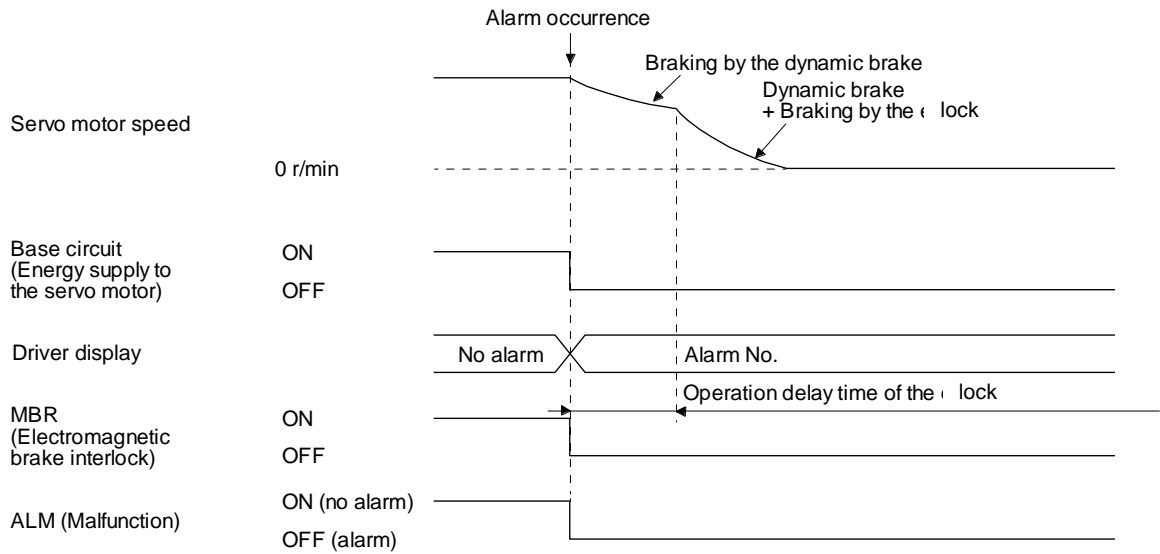 Alarm occurrence
Braking by the dynamic brake
Dynamic brake
+ Braking by the lock
Servo motor speed
0 r/min
Base circuit
(Energy supply to
the servo motor)
ON
OFF
Driver display
No alarm
Alarm No.
Operation delay time of the lock
MBR
(Electromagnetic
brake interlock)
ON
OFF
ALM (Malfunction)
ON (no alarm)
OFF (alarm)